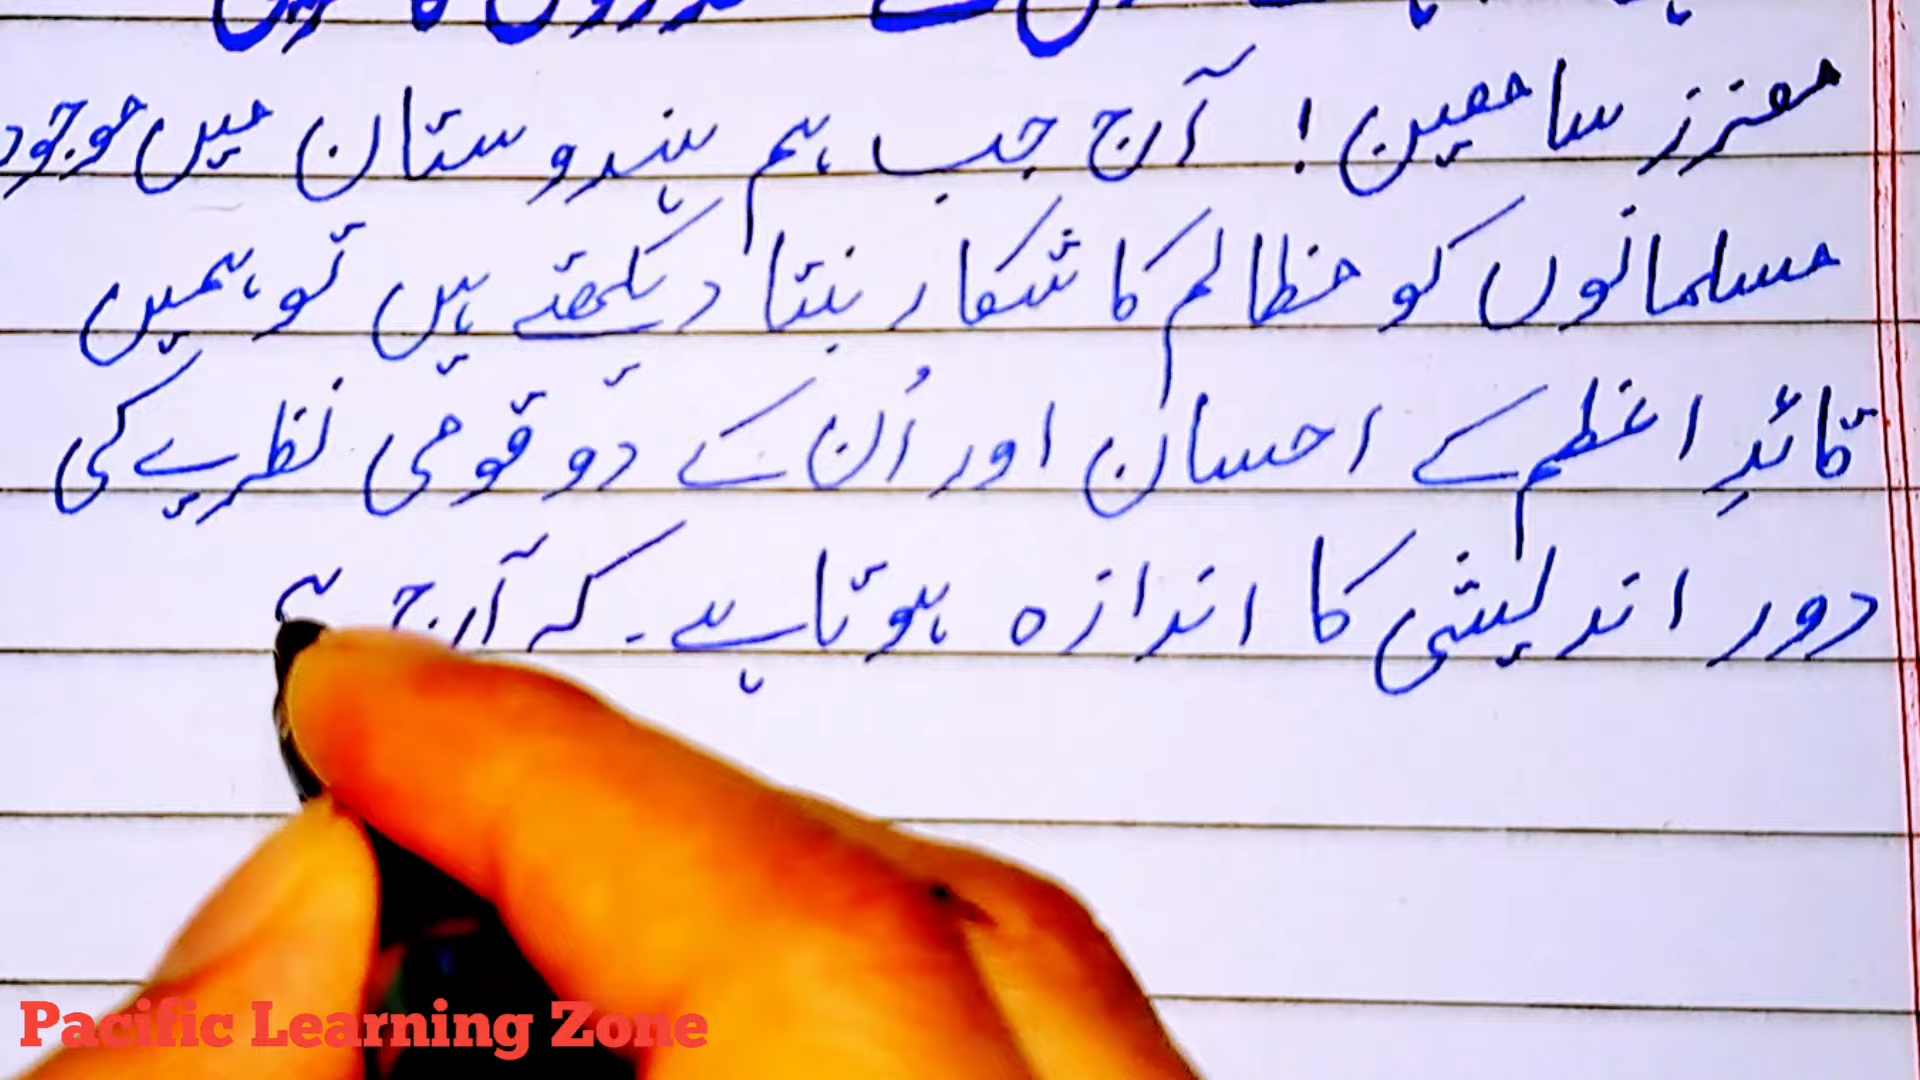 معزز سامعین! آج جب ہم ہندوستان میں موجود
مسلمانوں کو مظالم کا شکار بنتا دیکھتے ہیں تو ہمیں
قائدِ اعظم کے احسان اور اُن کے دو قومی نظریے کی
دور اندیشی کا اندازہ ہوتا ہے۔ کہ آج
Pacific Learning Zone